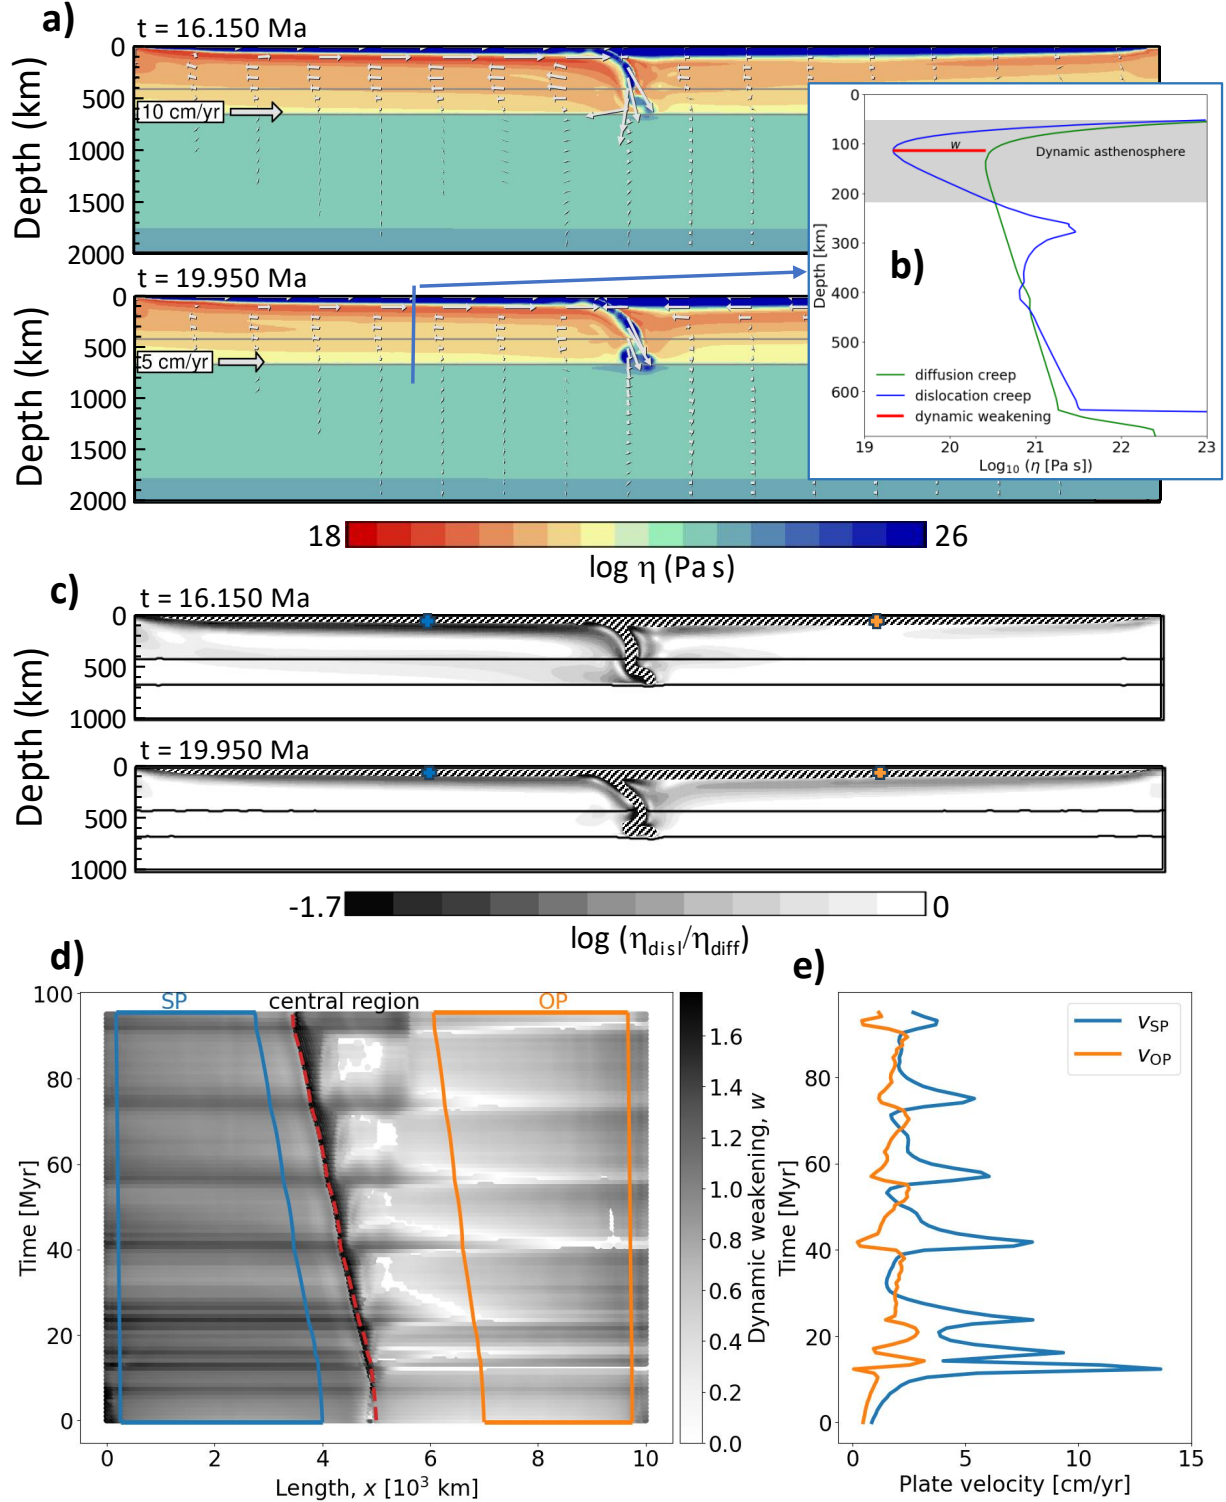 a)
t = 16.150 Ma
0
500
1000
1500
2000
Depth (km)
10 cm/yr
t = 19.950 Ma
0
500
1000
1500
2000
Depth (km)
5 cm/yr
18
26
log η (Pa s)
b)
0
100
200
300
400
500
600
Depth [km]
w
Dynamic asthenosphere
diffusion creep
dislocation creep
dynamic weakening
19 20 21 22 23
Log₁₀ (η [Pa s])
c)
t = 16.150 Ma
0
500
1000
Depth (km)
t = 19.950 Ma
0
500
1000
-1.7
0
log (ηdisl/ηdiff)
d)
SP
central region
OP
100
80
60
40
20
0
Time [Myr]
0 2 4 6 8 10
Length, x [10³ km]
1.6
1.4
1.2
1.0
0.8
0.6
0.4
0.2
0.0
Dynamic weakening, w
e)
vSP
vOP
80
60
40
20
0
Time [Myr]
0 5 10 15
Plate velocity [cm/yr]